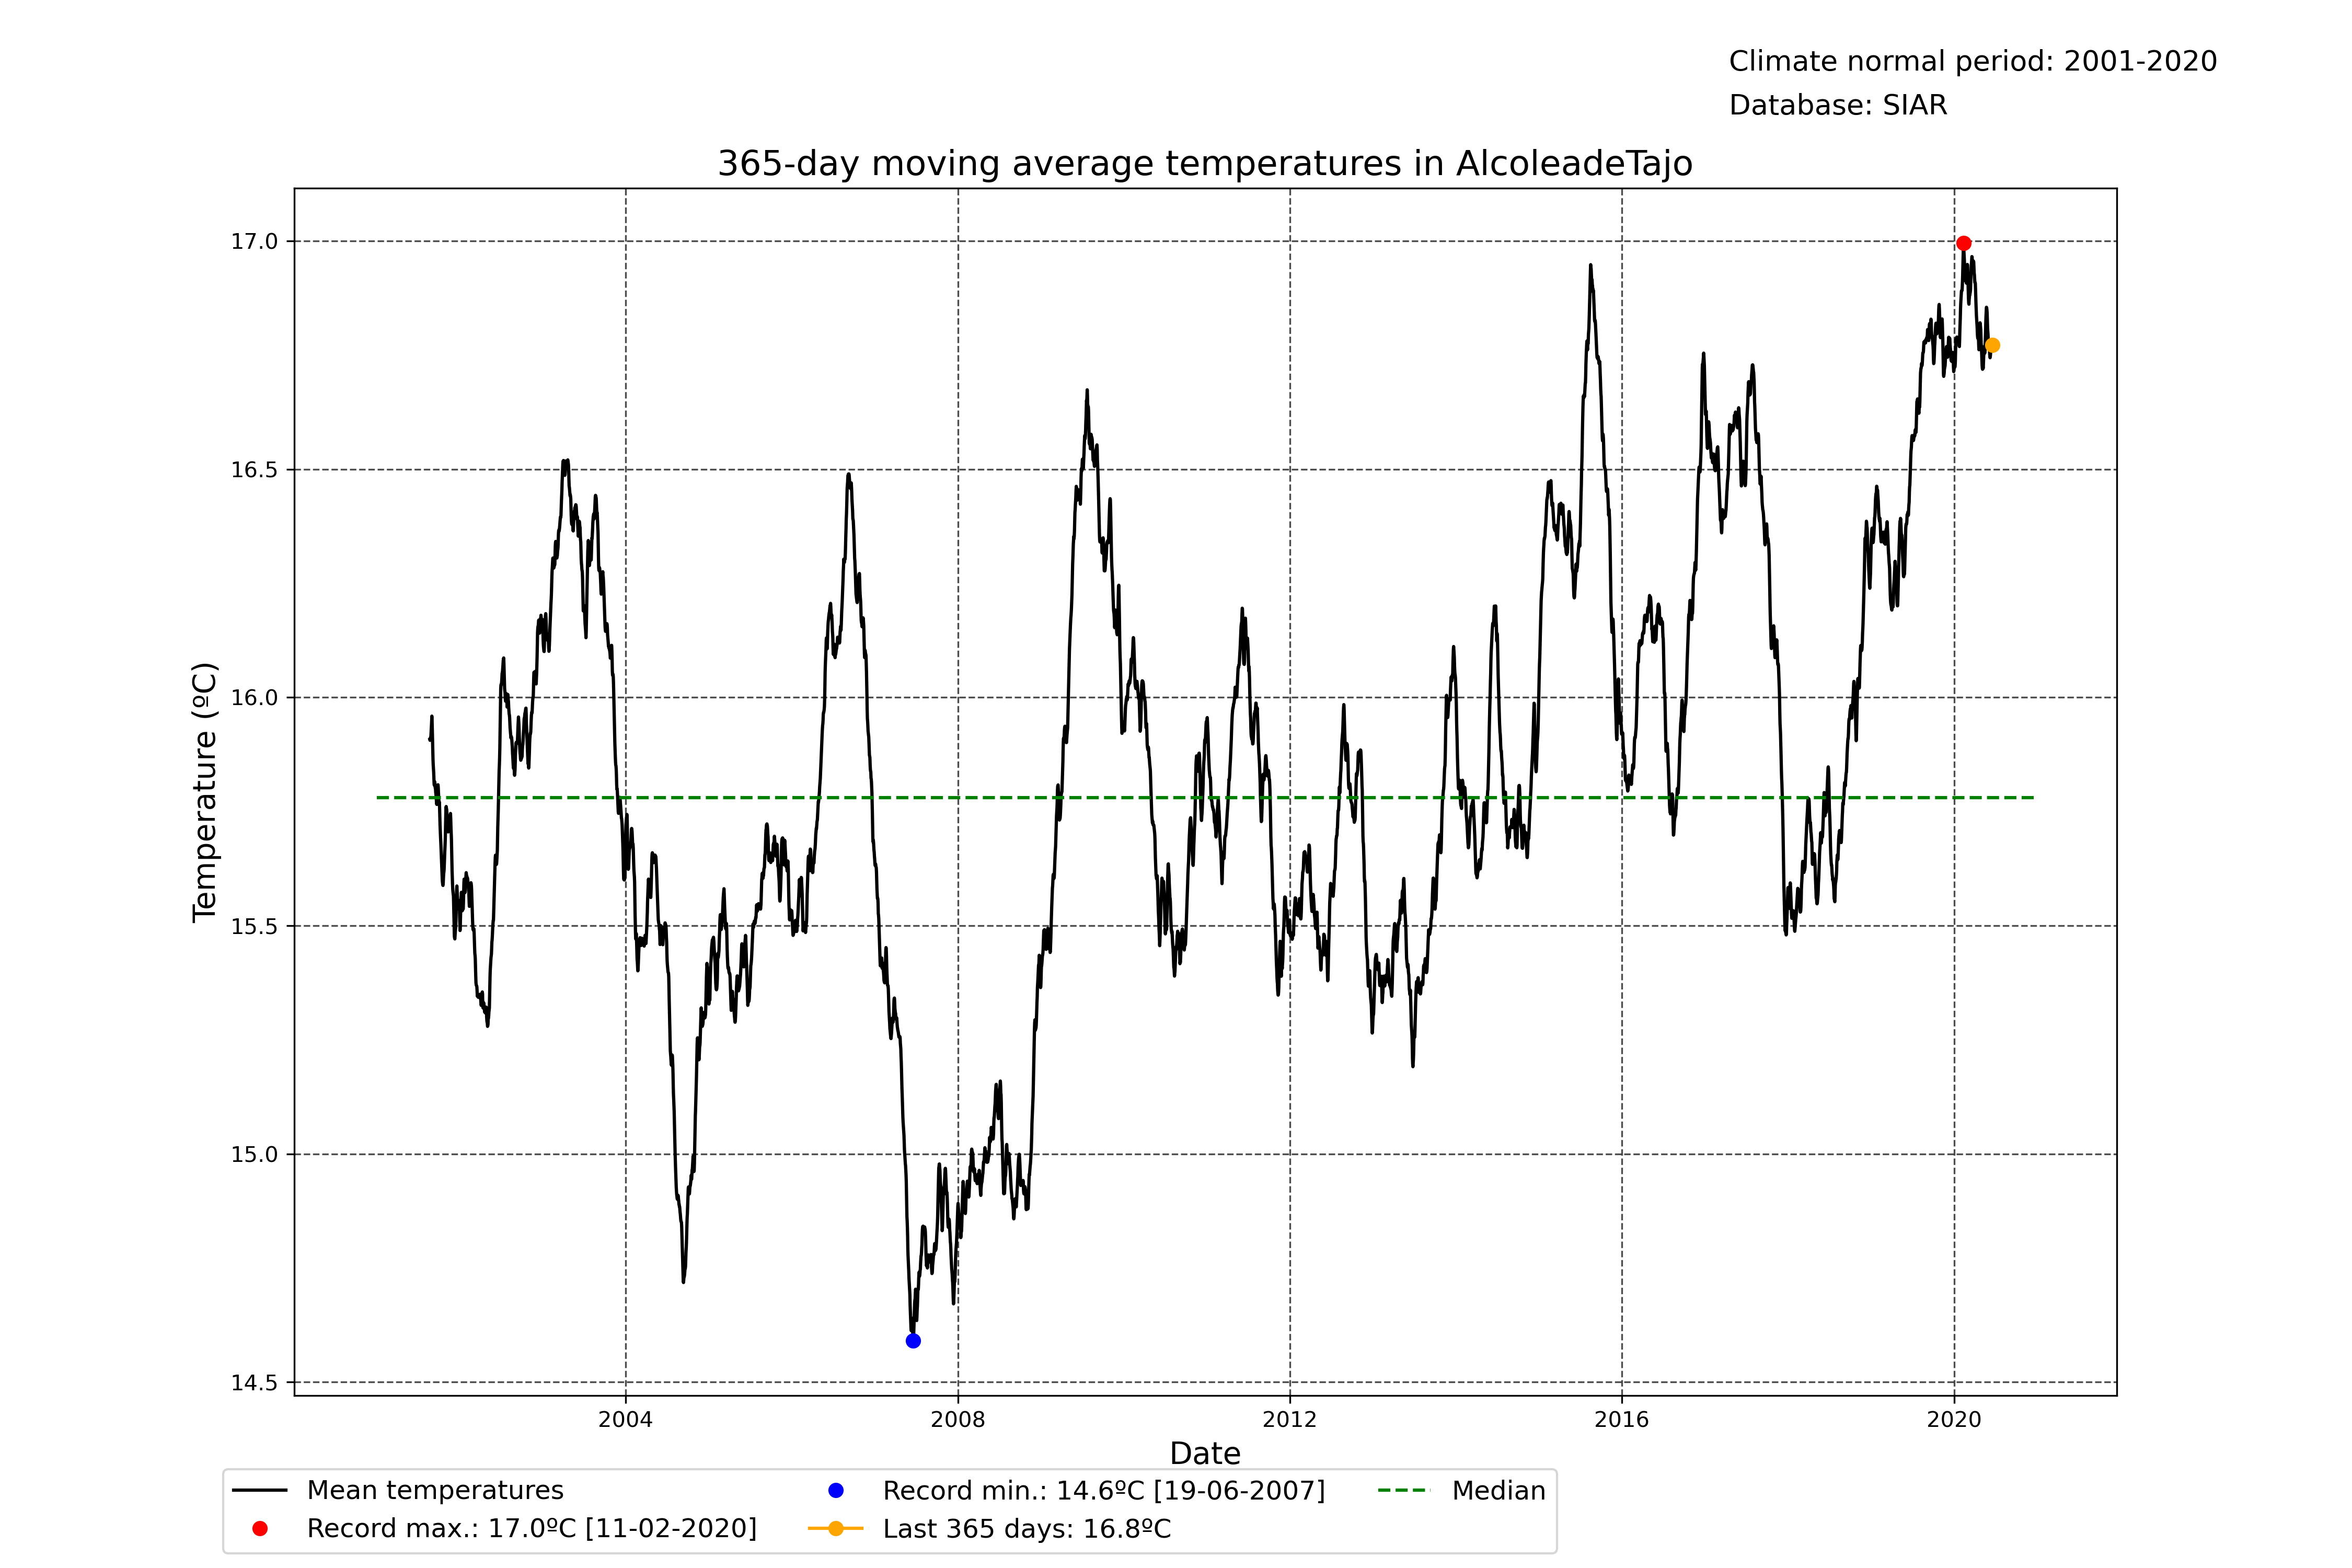 Climate normal period: 2001-2020
Database: SIAR
365-day moving average temperatures in AlcoleadeTajo
17.0
16.5
16.0
15.5
15.0
14.5
Temperature (ºC)
2004 2008 2012 2016 2020
Date
Mean temperatures
Record max.: 17.0ºC [11-02-2020]
Record min.: 14.6ºC [19-06-2007]
Last 365 days: 16.8ºC
Median